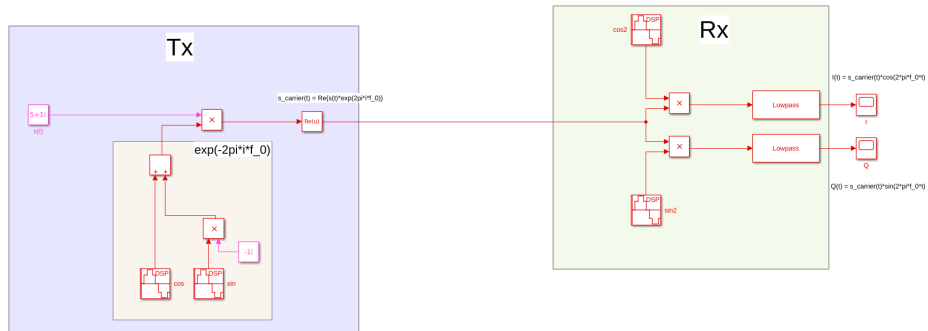 Tx
5+1i
s(t)
×
s_carrier(t) = Re{s(t)*exp(2pi*i*f_0)}
Re(u)
exp(-2pi*i*f_0)
+ +
×
-1i
DSP
cos
DSP
sin
Rx
DSP
cos2
×
Lowpass
I(t) = s_carrier(t)*cos(2*pi*f_0*t)
I
×
Lowpass
Q
Q(t) = s_carrier(t)*sin(2*pi*f_0*t)
DSP
sin2